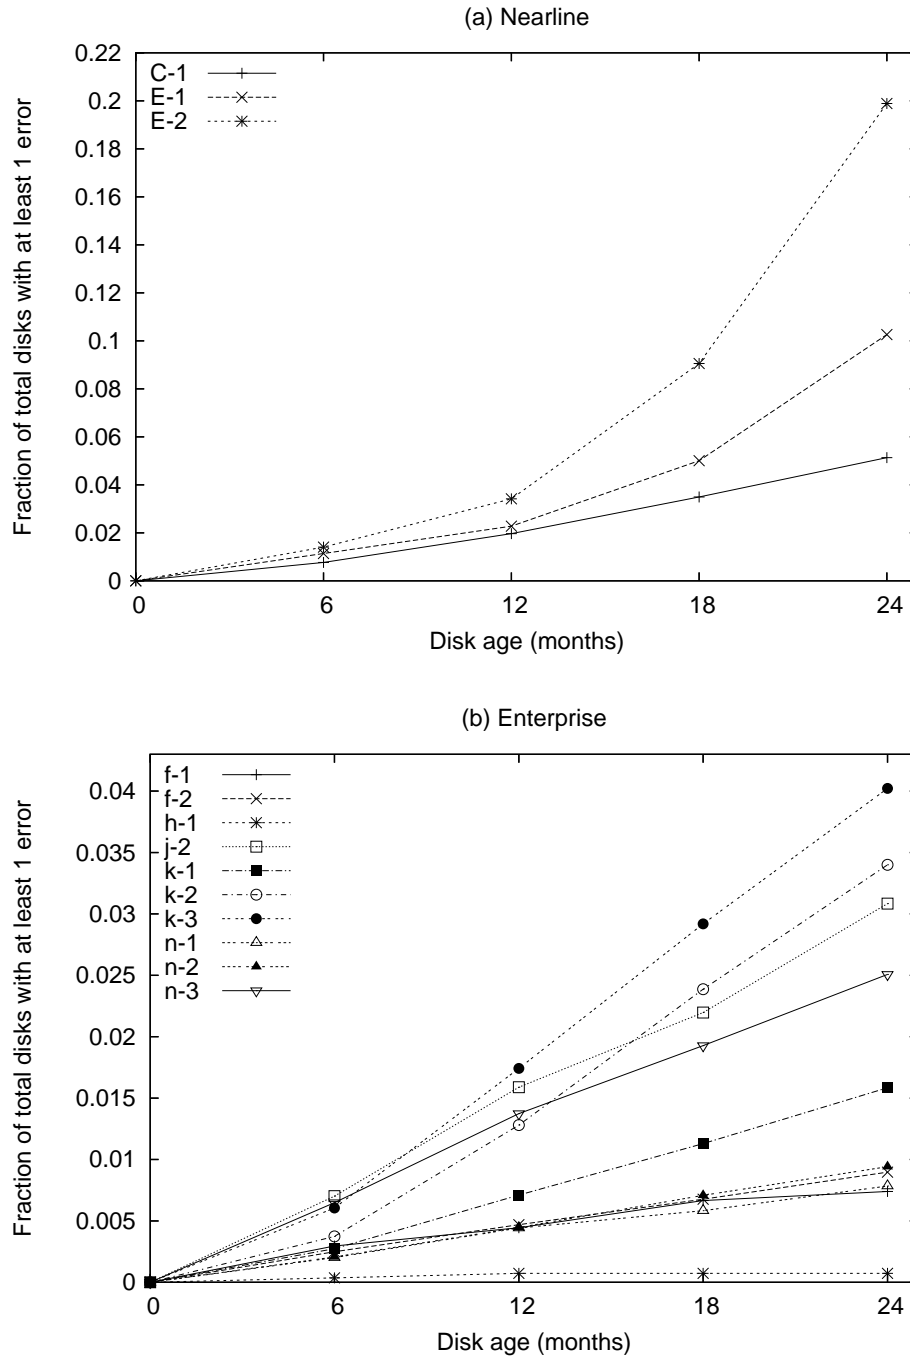 (a) Nearline
Fraction of total disks with at least 1 error
0.22
0.2
0.18
0.16
0.14
0.12
0.1
0.08
0.06
0.04
0.02
0
C-1
E-1
E-2
0 6 12 18 24
Disk age (months)
(b) Enterprise
Fraction of total disks with at least 1 error
0.04
0.035
0.03
0.025
0.02
0.015
0.01
0.005
0
f-1
f-2
h-1
j-2
k-1
k-2
k-3
n-1
n-2
n-3
0 6 12 18 24
Disk age (months)